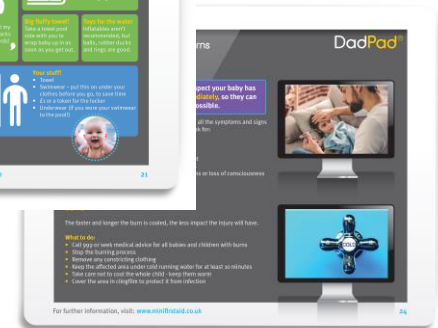 Big fluffy towel!
Take a towel pool
side with you to
wrap baby up in as
soon as you get out.
Toys for the water
Inflatables aren't
recommended, but
balls, rubber ducks
and rings are good.
Your stuff!
• Towel
• Swimwear – put this on under your
clothes before you go, to save time
• £1 or a token for the locker
• Underwear (if you wore your swimwear
to the pool!)
21
rns
DadPad®
spect your baby has
ediately, so they can
ossible.
all the symptoms and signs
k for:
ns or loss of consciousness
COLD
The faster and longer the burn is cooled, the less impact the injury will have.
What to do:
• Call 999 or seek medical advice for all babies and children with burns
• Stop the burning process
• Remove any constricting clothing
• Keep the affected area under cold running water for at least 10 minutes
• Take care not to cool the whole child - keep them warm
• Cover the area in clingfilm to protect it from infection
For further information, visit: www.minifirstaid.co.uk
24